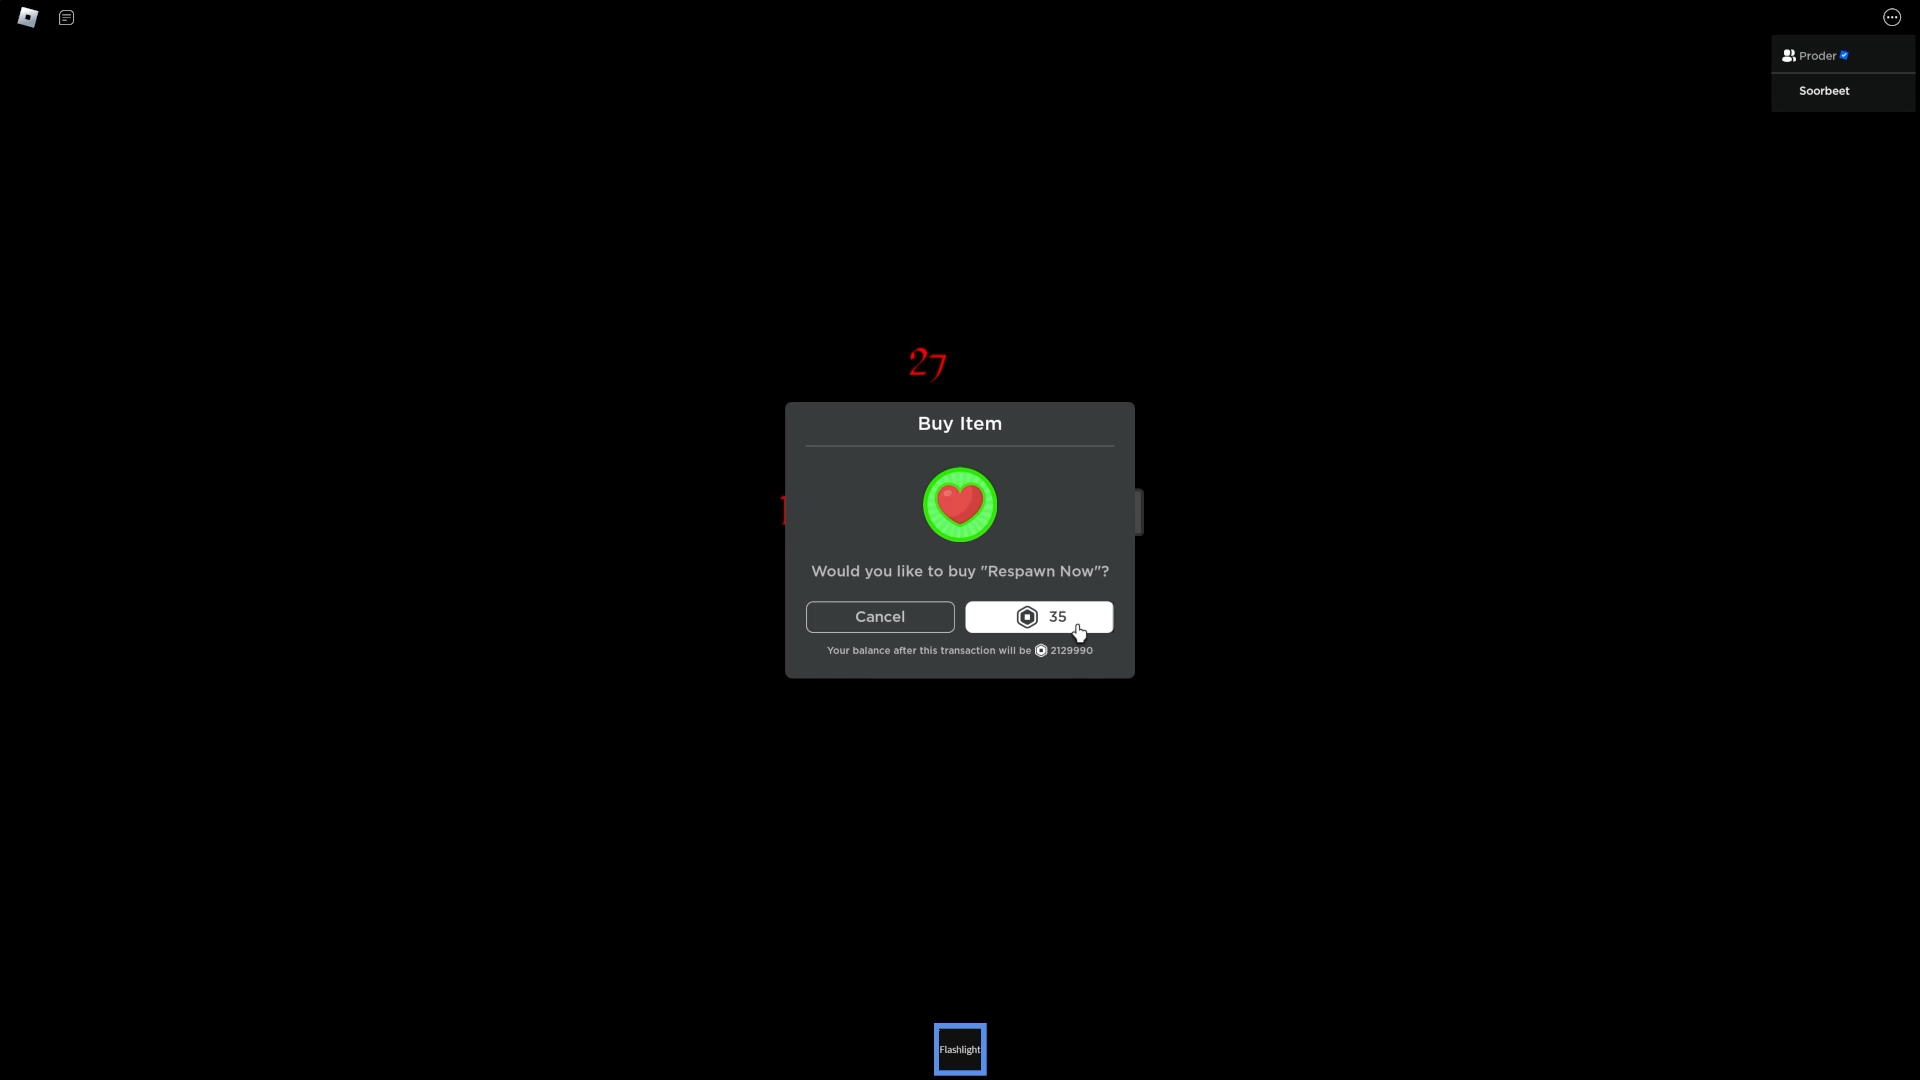 Proder
Soorbeet
27
Buy Item
Would you like to buy "Respawn Now"?
Cancel
35
Your balance after this transaction will be 2129990
Flashlight